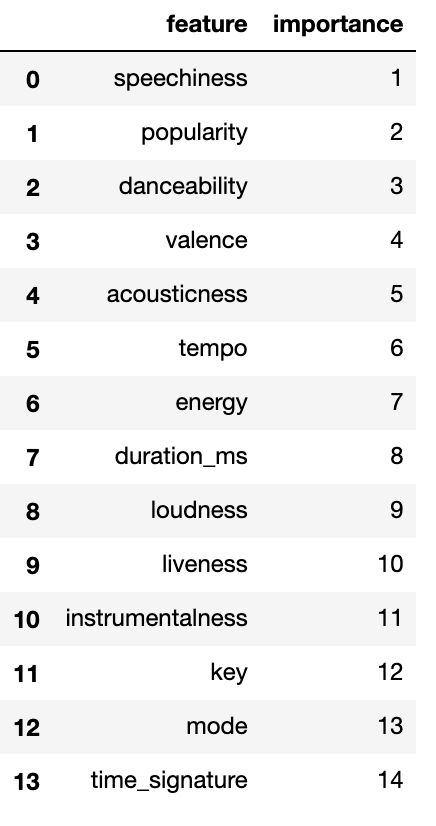 feature importance
0 speechiness 1
1 popularity 2
2 danceability 3
3 valence 4
4 acousticness 5
5 tempo 6
6 energy 7
7 duration_ms 8
8 loudness 9
9 liveness 10
10 instrumentalness 11
11 key 12
12 mode 13
13 time_signature 14